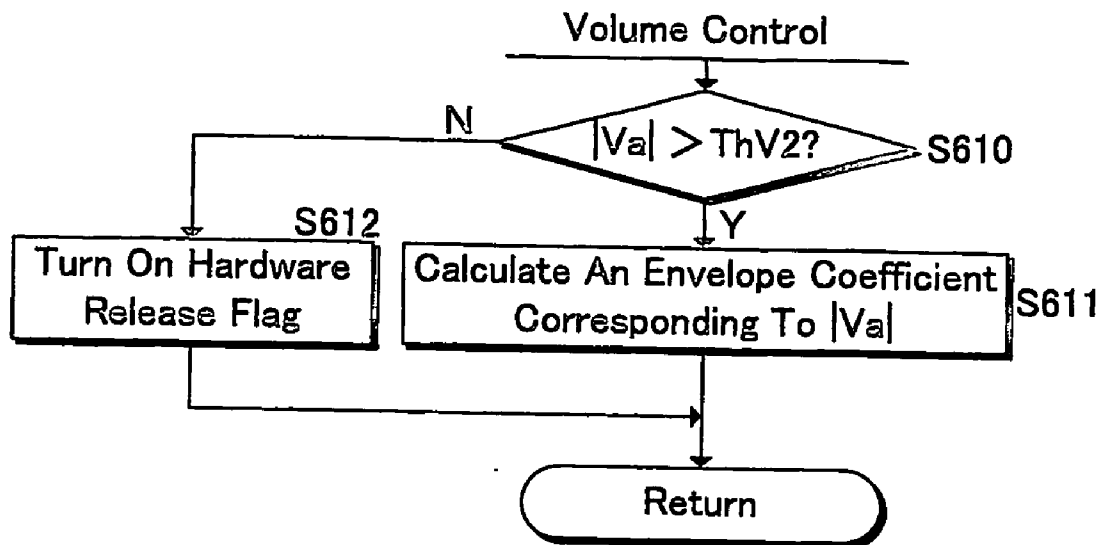 Volume Control
N
|Va| > ThV2?
S610
Y
S612
Turn On Hardware
Release Flag
Calculate An Envelope Coefficient
Corresponding To |Va|
S611
Return